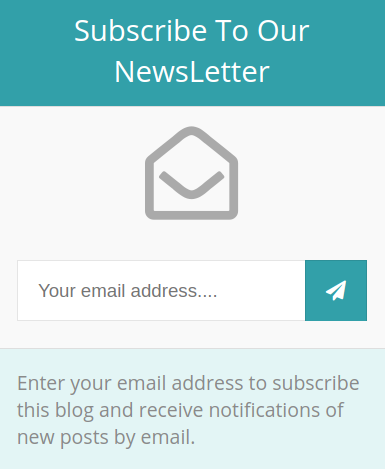 Subscribe To Our
NewsLetter
Your email address....
Enter your email address to subscribe
this blog and receive notifications of
new posts by email.